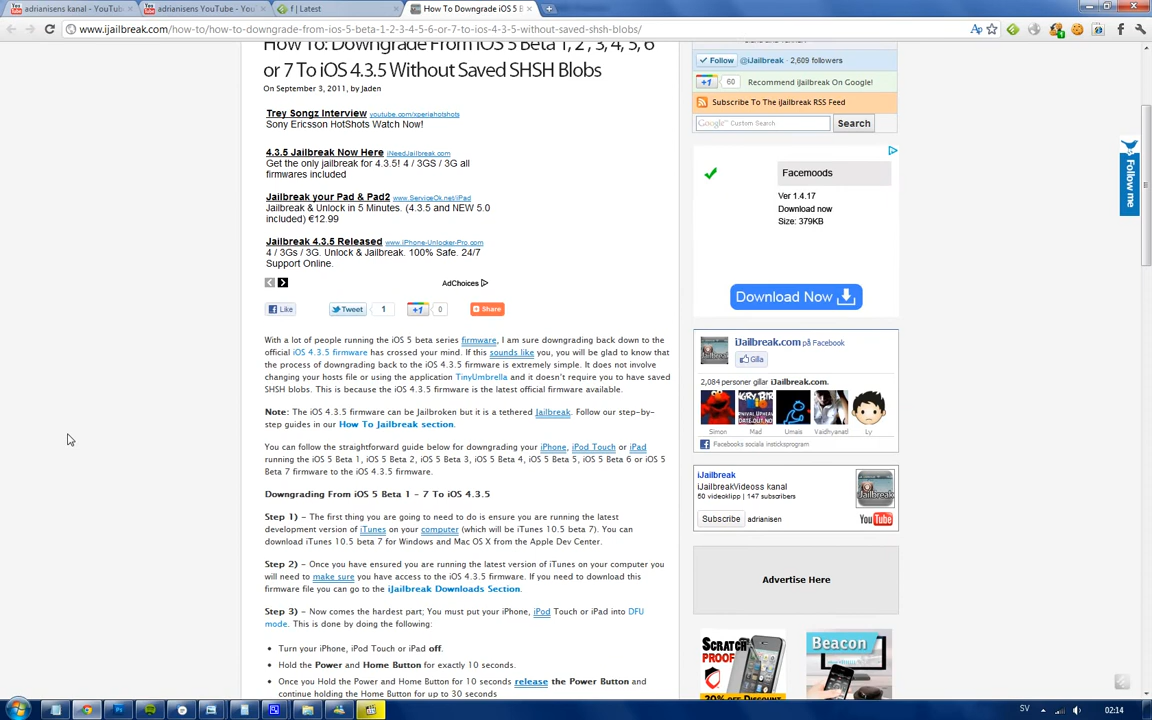 adrianisens kanal - YouTub
adrianisens YouTube - YouT
f | Latest
How To Downgrade iOS 5 B
www.ijailbreak.com/how-to/how-to-downgrade-from-ios-5-beta-1-2-3-4-5-6-or-7-to-ios-4-3-5-without-saved-shsh-blobs/
How To: Downgrade From iOS 5 Beta 1, 2 , 3, 4, 5, 6
or 7 To iOS 4.3.5 Without Saved SHSH Blobs
On September 3, 2011, by Jaden
Trey Songz Interview youtube.com/xperiahotshots
Sony Ericsson HotShots Watch Now!
4.3.5 Jailbreak Now Here iNeedJailbreak.com
Get the only jailbreak for 4.3.5! 4 / 3GS / 3G all
firmwares included
Jailbreak your Pad & Pad2 www.ServiceOk.net/iPad
Jailbreak & Unlock in 5 Minutes. (4.3.5 and NEW 5.0
included) €12.99
Jailbreak 4.3.5 Released www.iPhone-Unlocker-Pro.com
4 / 3Gs / 3G. Unlock & Jailbreak. 100% Safe. 24/7
Support Online.
AdChoices
Like
Tweet 1
+1 0
Share
With a lot of people running the iOS 5 beta series firmware, I am sure downgrading back down to the
official iOS 4.3.5 firmware has crossed your mind. If this sounds like you, you will be glad to know that
the process of downgrading back to the iOS 4.3.5 firmware is extremely simple. It does not involve
changing your hosts file or using the application TinyUmbrella and it doesn't require you to have saved
SHSH blobs. This is because the iOS 4.3.5 firmware is the latest official firmware available.
Note: The iOS 4.3.5 firmware can be Jailbroken but it is a tethered Jailbreak. Follow our step-by-
step guides in our How To Jailbreak section.
You can follow the straightforward guide below for downgrading your iPhone, iPod Touch or iPad
running the iOS 5 Beta 1, iOS 5 Beta 2, iOS 5 Beta 3, iOS 5 Beta 4, iOS 5 Beta 5, iOS 5 Beta 6 or iOS 5
Beta 7 firmware to the iOS 4.3.5 firmware.
Downgrading From iOS 5 Beta 1 - 7 To iOS 4.3.5
Step 1) - The first thing you are going to need to do is ensure you are running the latest
development version of iTunes on your computer (which will be iTunes 10.5 beta 7). You can
download iTunes 10.5 beta 7 for Windows and Mac OS X from the Apple Dev Center.
Step 2) - Once you have ensured you are running the latest version of iTunes on your computer you
will need to make sure you have access to the iOS 4.3.5 firmware. If you need to download this
firmware file you can go to the iJailbreak Downloads Section.
Step 3) - Now comes the hardest part; You must put your iPhone, iPod Touch or iPad into DFU
mode. This is done by doing the following:
Turn your iPhone, iPod Touch or iPad off.
Hold the Power and Home Button for exactly 10 seconds.
Once you Hold the Power and Home Button for 10 seconds release the Power Button and
continue holding the Home Button for up to 30 seconds
Follow @iJailbreak 2,609 followers
+1 60 Recommend iJailbreak On Google!
Subscribe To The iJailbreak RSS Feed
Google Custom Search
Search
Facemoods
Ver 1.4.17
Download now
Size: 379KB
Download Now
iJailbreak.com på Facebook
Gilla
2,084 personer gillar iJailbreak.com.
Simon Mad Umais Vaidhyanatl Ly
Facebooks sociala insticksprogram
iJailbreak
iJailbreakVideoss kanal
50 videoklipp | 147 subscribers
Jailbreak
Subscribe adrianisen
YouTube
Advertise Here
SCRATCH
PROOF
20% OFF DISCOUNT
Beacon
Follow me
SV
02:14